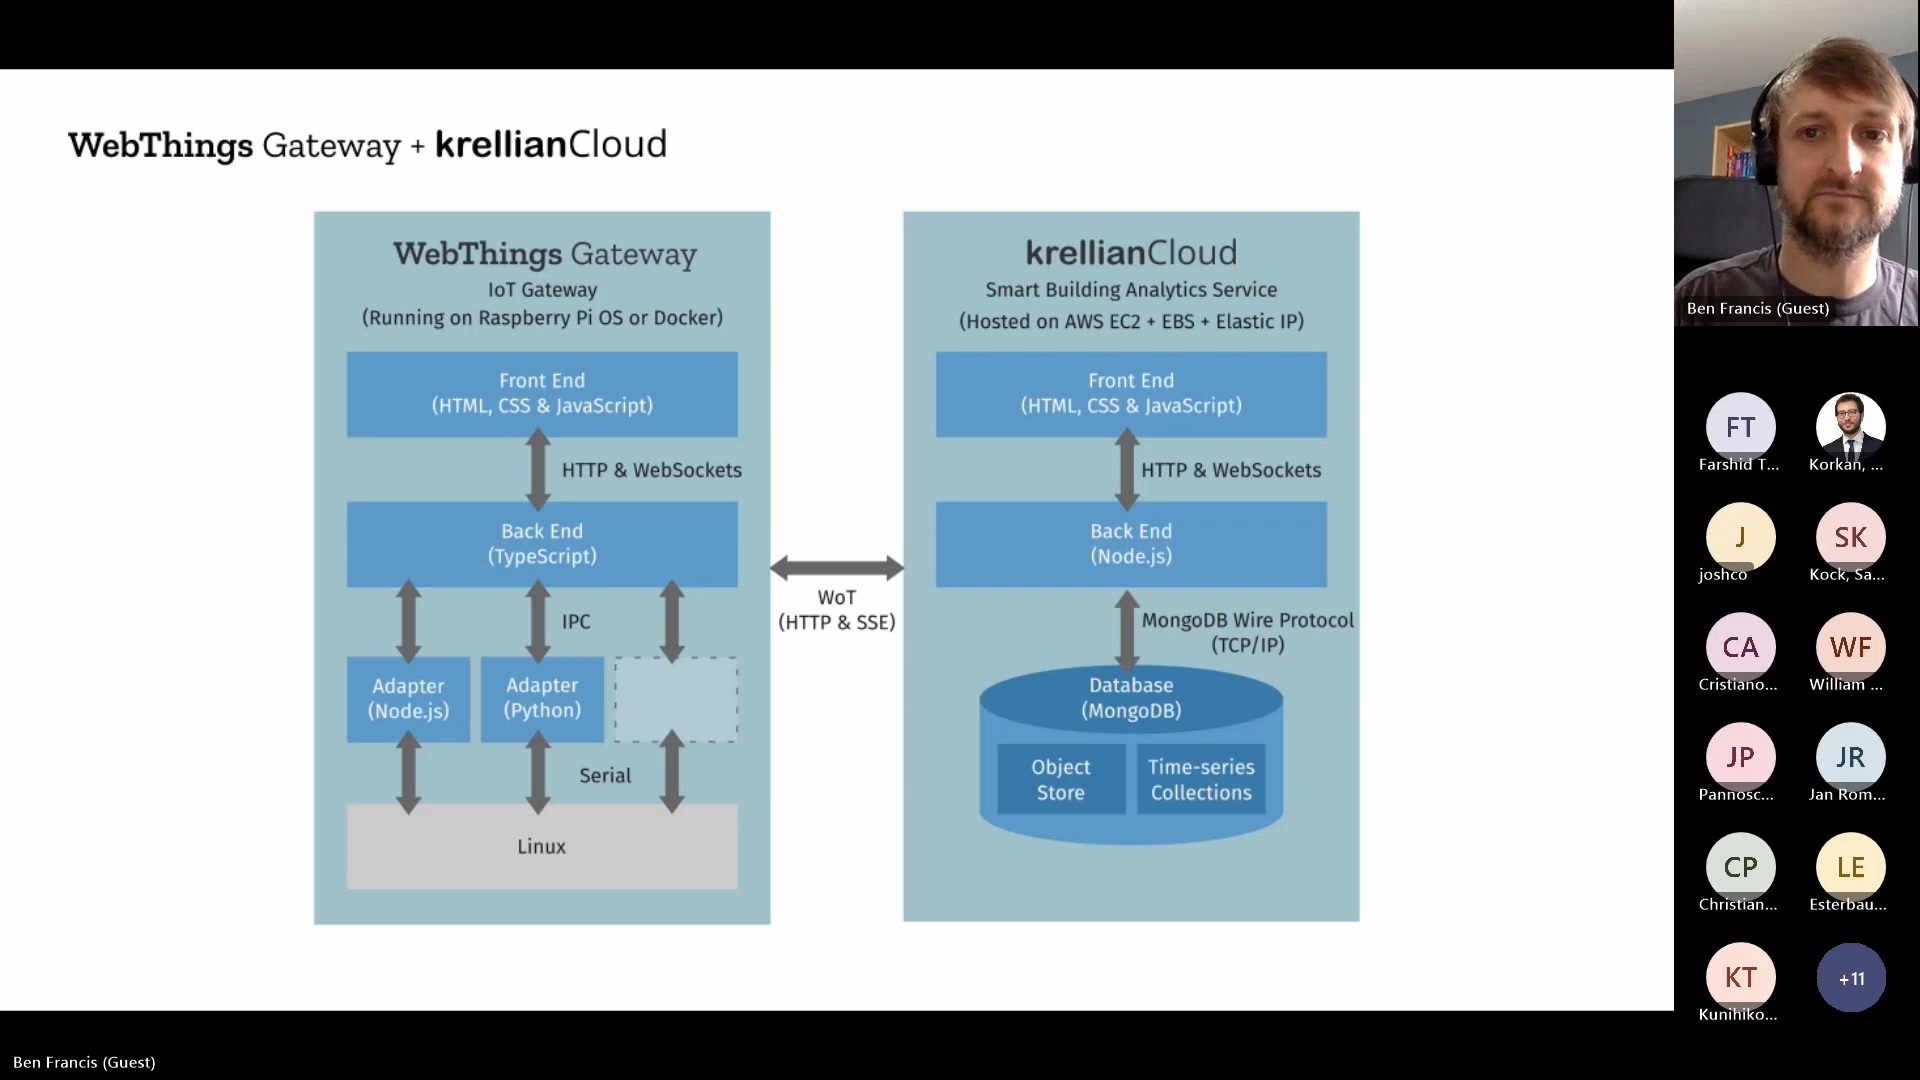 WebThings Gateway + krellianCloud
WebThings Gateway
IoT Gateway
(Running on Raspberry Pi OS or Docker)
Front End
(HTML, CSS & JavaScript)
HTTP & WebSockets
Back End
(TypeScript)
IPC
Adapter
(Node.js)
Adapter
(Python)
Serial
Linux
WoT
(HTTP & SSE)
krellianCloud
Smart Building Analytics Service
(Hosted on AWS EC2 + EBS + Elastic IP)
Front End
(HTML, CSS & JavaScript)
HTTP & WebSockets
Back End
(Node.js)
MongoDB Wire Protocol
(TCP/IP)
Database
(MongoDB)
Object
Store
Time-series
Collections
Ben Francis (Guest)
FT
Farshid T...
Korkan, ...
J
joshco
SK
Kock, Sa...
CA
Cristiano...
WF
William ...
JP
Pannosc...
JR
Jan Rom...
CP
Christian...
LE
Esterbau...
KT
Kunihiko...
+11
Ben Francis (Guest)